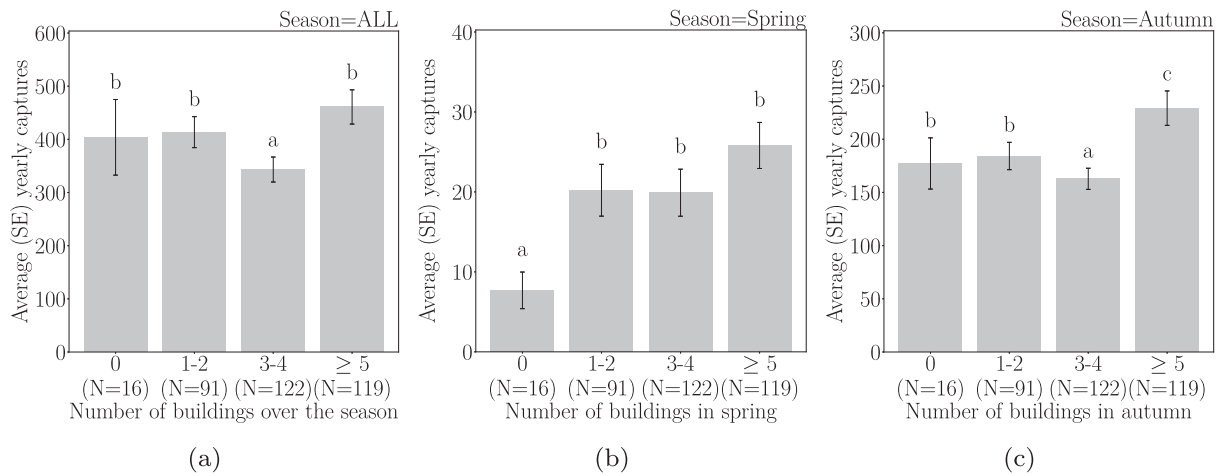 Season=ALL
Average (SE) yearly captures
600
500
400
300
200
100
0
b
b
a
b
0
1-2
3-4
≥ 5
(N=16)
(N=91)
(N=122)
(N=119)
Number of buildings over the season
(a)
Season=Spring
Average (SE) yearly captures
40
30
20
10
0
a
b
b
b
0
1-2
3-4
≥ 5
(N=16)
(N=91)
(N=122)
(N=119)
Number of buildings in spring
(b)
Season=Autumn
Average (SE) yearly captures
300
250
200
150
100
50
0
b
b
a
c
0
1-2
3-4
≥ 5
(N=16)
(N=91)
(N=122)
(N=119)
Number of buildings in autumn
(c)